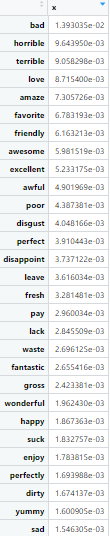 x
bad 1.393035e-02
horrible 9.643950e-03
terrible 9.058298e-03
love 8.715400e-03
amaze 7.305726e-03
favorite 6.783193e-03
friendly 6.163213e-03
awesome 5.981519e-03
excellent 5.233175e-03
awful 4.901969e-03
poor 4.387381e-03
disgust 4.048166e-03
perfect 3.910443e-03
disappoint 3.737122e-03
leave 3.616034e-03
fresh 3.281481e-03
pay 2.960034e-03
lack 2.845509e-03
waste 2.696125e-03
fantastic 2.655416e-03
gross 2.423381e-03
wonderful 1.962430e-03
happy 1.867363e-03
suck 1.832757e-03
enjoy 1.783815e-03
perfectly 1.693988e-03
dirty 1.674137e-03
yummy 1.600905e-03
sad 1.546305e-03